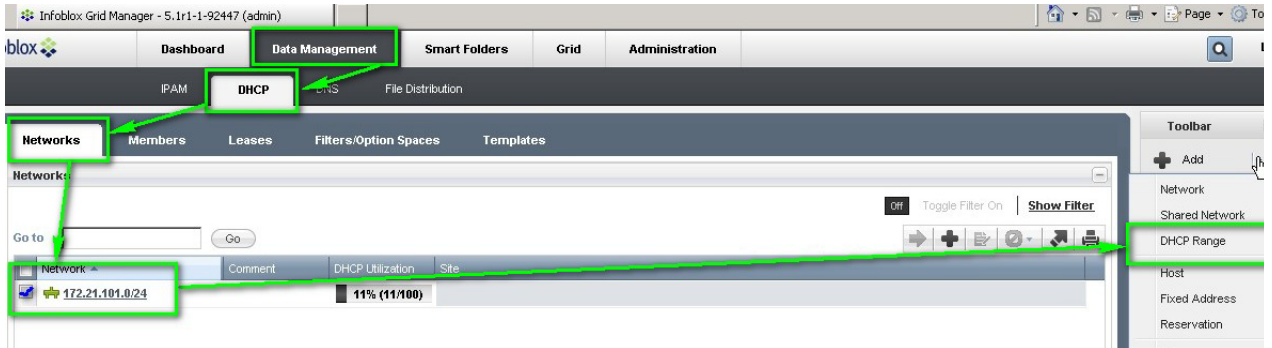 Infoblox Grid Manager - 5.1r1-1-92447 (admin)
Page
To
blox
Dashboard
Data Management
Smart Folders
Grid
Administration
IPAM
DHCP
DNS
File Distribution
Networks
Members
Leases
Filters/Option Spaces
Templates
Toolbar
Add
Networks
Network
Off
Toggle Filter On
Show Filter
Shared Network
Go to
Go
DHCP Range
Network
Comment
DHCP Utilization
Site
Host
172.21.101.0/24
11% (11/100)
Fixed Address
Reservation